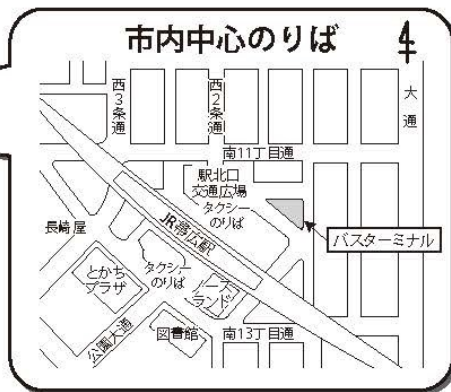 市内中心のりば
大通
西3条通
西2条通
南11丁目通
駅北口
交通広場
タクシー
のりば
JR帯広駅
長崎屋
バスターミナル
とかち
プラザ
タクシー
のりば
ノース
ランド
公園大通
図書館
南13丁目通